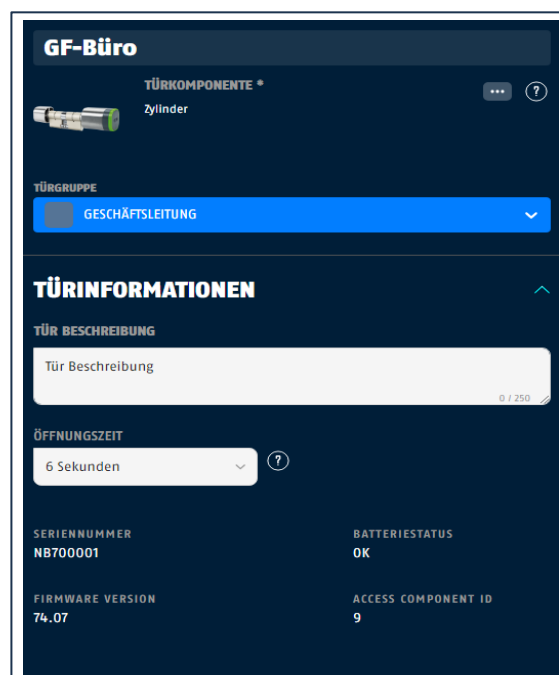 GF-Büro
TÜRKOMPONENTE *
Zylinder
TÜRGRUPPE
GESCHÄFTSLEITUNG
TÜRINFORMATIONEN
TÜR BESCHREIBUNG
Tür Beschreibung
0 / 250
ÖFFNUNGSZEIT
6 Sekunden
SERIENNUMMER
BATTERIESTATUS
NB700001
OK
FIRMWARE VERSION
ACCESS COMPONENT ID
74.07
9